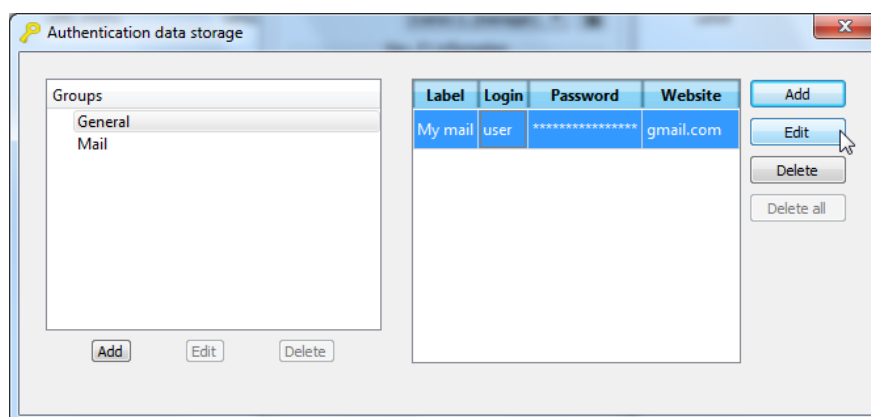 Authentication data storage
Groups
General
Mail
Add Edit Delete
Label Login Password Website
My mail user **************** gmail.com
Add
Edit
Delete
Delete all